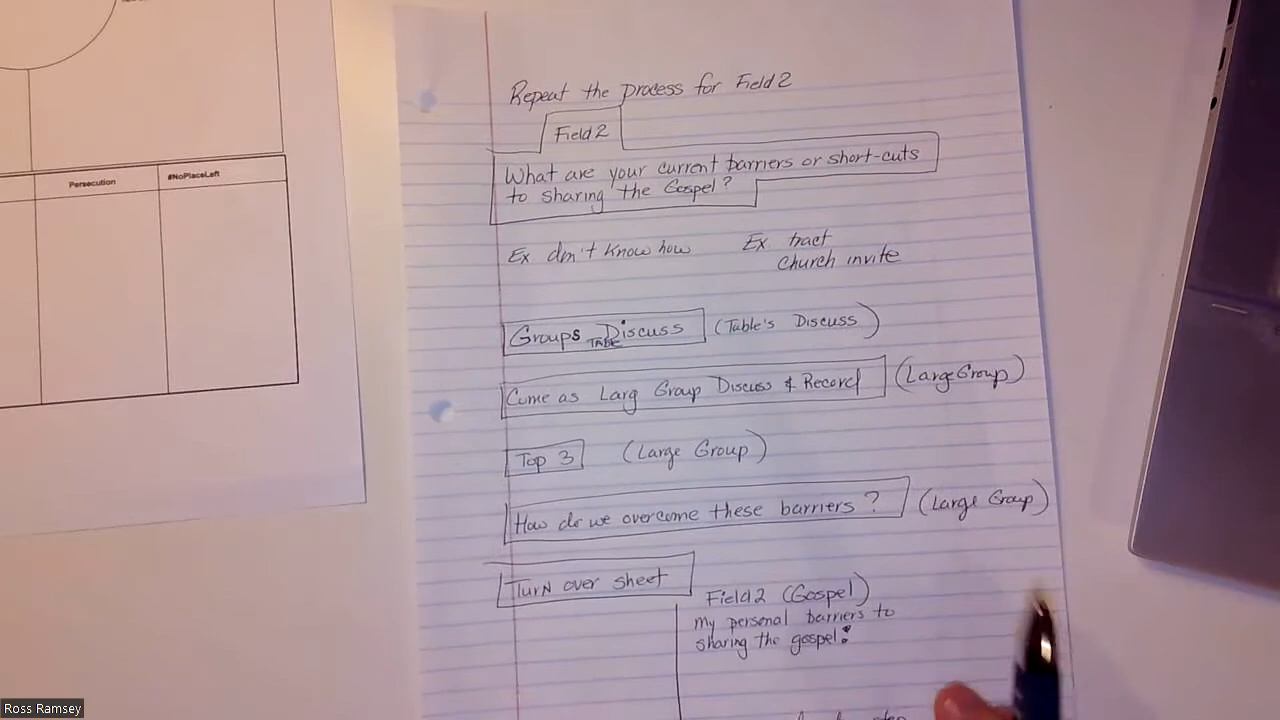 Persecution
#NoPlaceLeft
Repeat the process for Field 2
Field 2
What are your current barriers or short-cuts
to sharing the Gospel?
Ex don't know how
Ex tract
church invite
Groups TABLE Discuss (Table's Discuss)
Come as Larg Group Discuss & Record (Large Group)
Top 3 (Large Group)
How do we overcome these barriers? (Large Group)
Turn over sheet
Field 2 (Gospel)
my personal barriers to
sharing the gospel:
Ross Ramsey